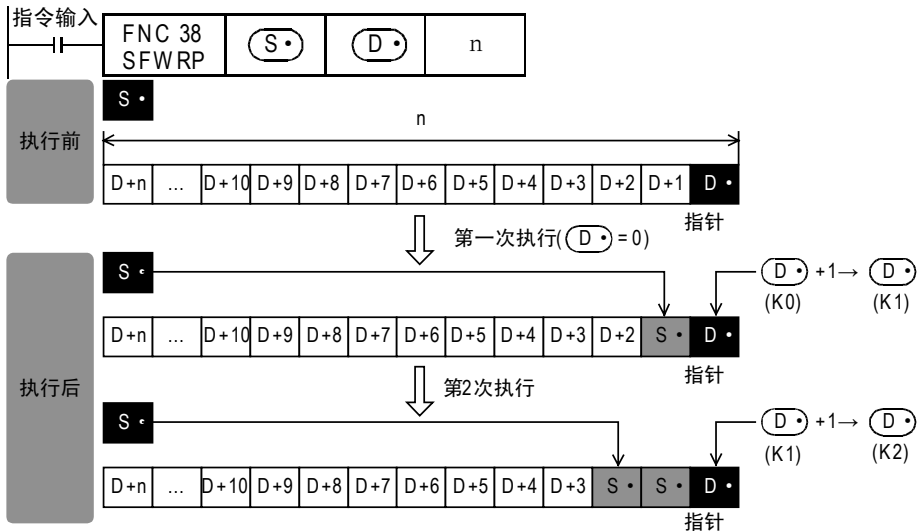 指令输入
FNC 38 SFWRP S· D· n
S·
执行前
n
D+n ... D+10 D+9 D+8 D+7 D+6 D+5 D+4 D+3 D+2 D+1 D·
指针
第一次执行( D· =0)
S·
D· +1→ D·
(K0) (K1)
D+n ... D+10 D+9 D+8 D+7 D+6 D+5 D+4 D+3 D+2 S· D·
指针
执行后
第2次执行
S·
D· +1→ D·
(K1) (K2)
D+n ... D+10 D+9 D+8 D+7 D+6 D+5 D+4 D+3 S· S· D·
指针